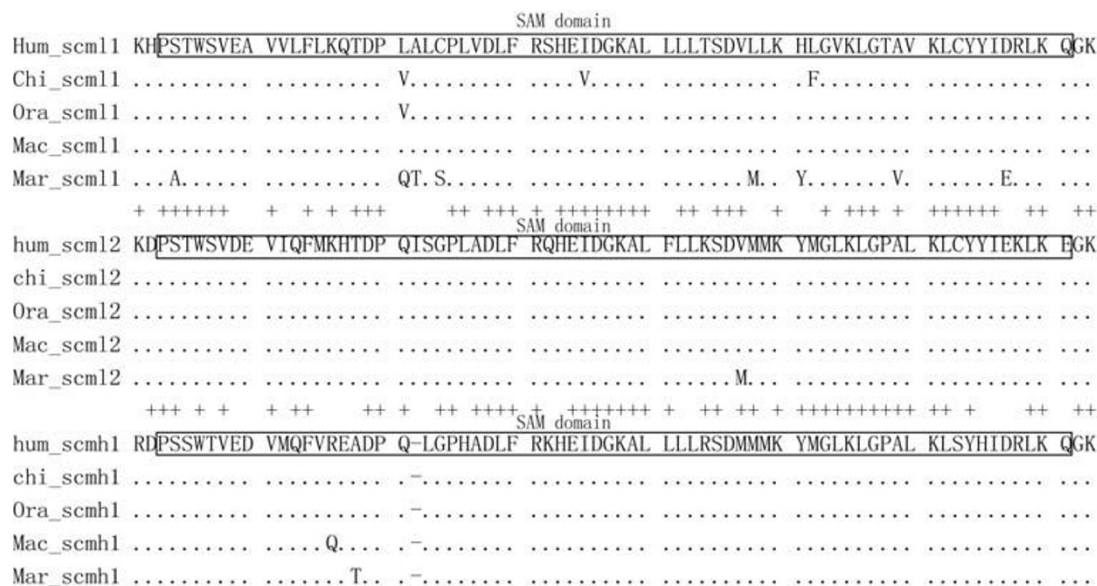 SAM domain
Hum_scml1 KHPSTWSVEA VVLFLKQTDP LALCPLVDLF RSHEIDGKAL LLLTSDVLLK HLGVKLGTAV KLCYYIDRLK QGK
Chi_scml1 .......... .......... V......... ....V..... .......... .F........ .......... ...
Ora_scml1 .......... .......... V......... .......... .......... .......... .......... ...
Mac_scml1 .......... .......... .......... .......... .......... .......... .......... ...
Mar_scml1 ...A...... .......... QT.S...... .......... .......M.. Y.......V. ......E... ...
+ ++++++ + + + +++ ++ +++ + ++++++++ ++ +++ + + +++ + ++++++ ++ ++
SAM domain
hum_scml2 KDPSTWSVDE VIQFMKHTDP QISGPLADLF RQHEIDGKAL FLLKSDVMMK YMGLKLGPAL KLCYYIEKLK EGK
chi_scml2 .......... .......... .......... .......... .......... .......... .......... ...
Ora_scml2 .......... .......... .......... .......... .......... .......... .......... ...
Mac_scml2 .......... .......... .......... .......... .......... .......... .......... ...
Mar_scml2 .......... .......... .......... .......... ......M... .......... .......... ...
+++ + + + ++ ++ + ++ ++++ + +++++++ + ++ ++ + ++++++++++ ++ + ++ ++
SAM domain
hum_scmh1 RDPSSWTVED VMQFVREADP Q-LGPHADLF RKHEIDGKAL LLLRSDMMMK YMGLKLGPAL KLSYHIDRLK QGK
chi_scmh1 .......... .......... .-........ .......... .......... .......... .......... ...
Ora_scmh1 .......... .......... .-........ .......... .......... .......... .......... ...
Mac_scmh1 .......... .....Q.... .-........ .......... .......... .......... .......... ...
Mar_scmh1 .......... .......T.. .-........ .......... .......... .......... .......... ...